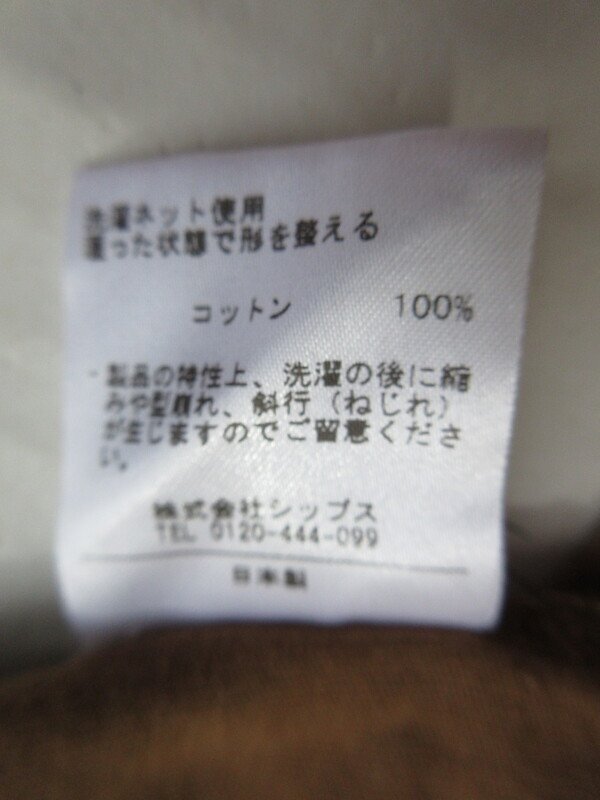 洗濯ネット使用
湿った状態で形を整える
コットン 100%
・製品の特性上、洗濯の後に縮
みや型崩れ、斜行（ねじれ）
が生じますのでご留意くださ
い。
株式会社シップス
TEL 0120-444-099
日本製